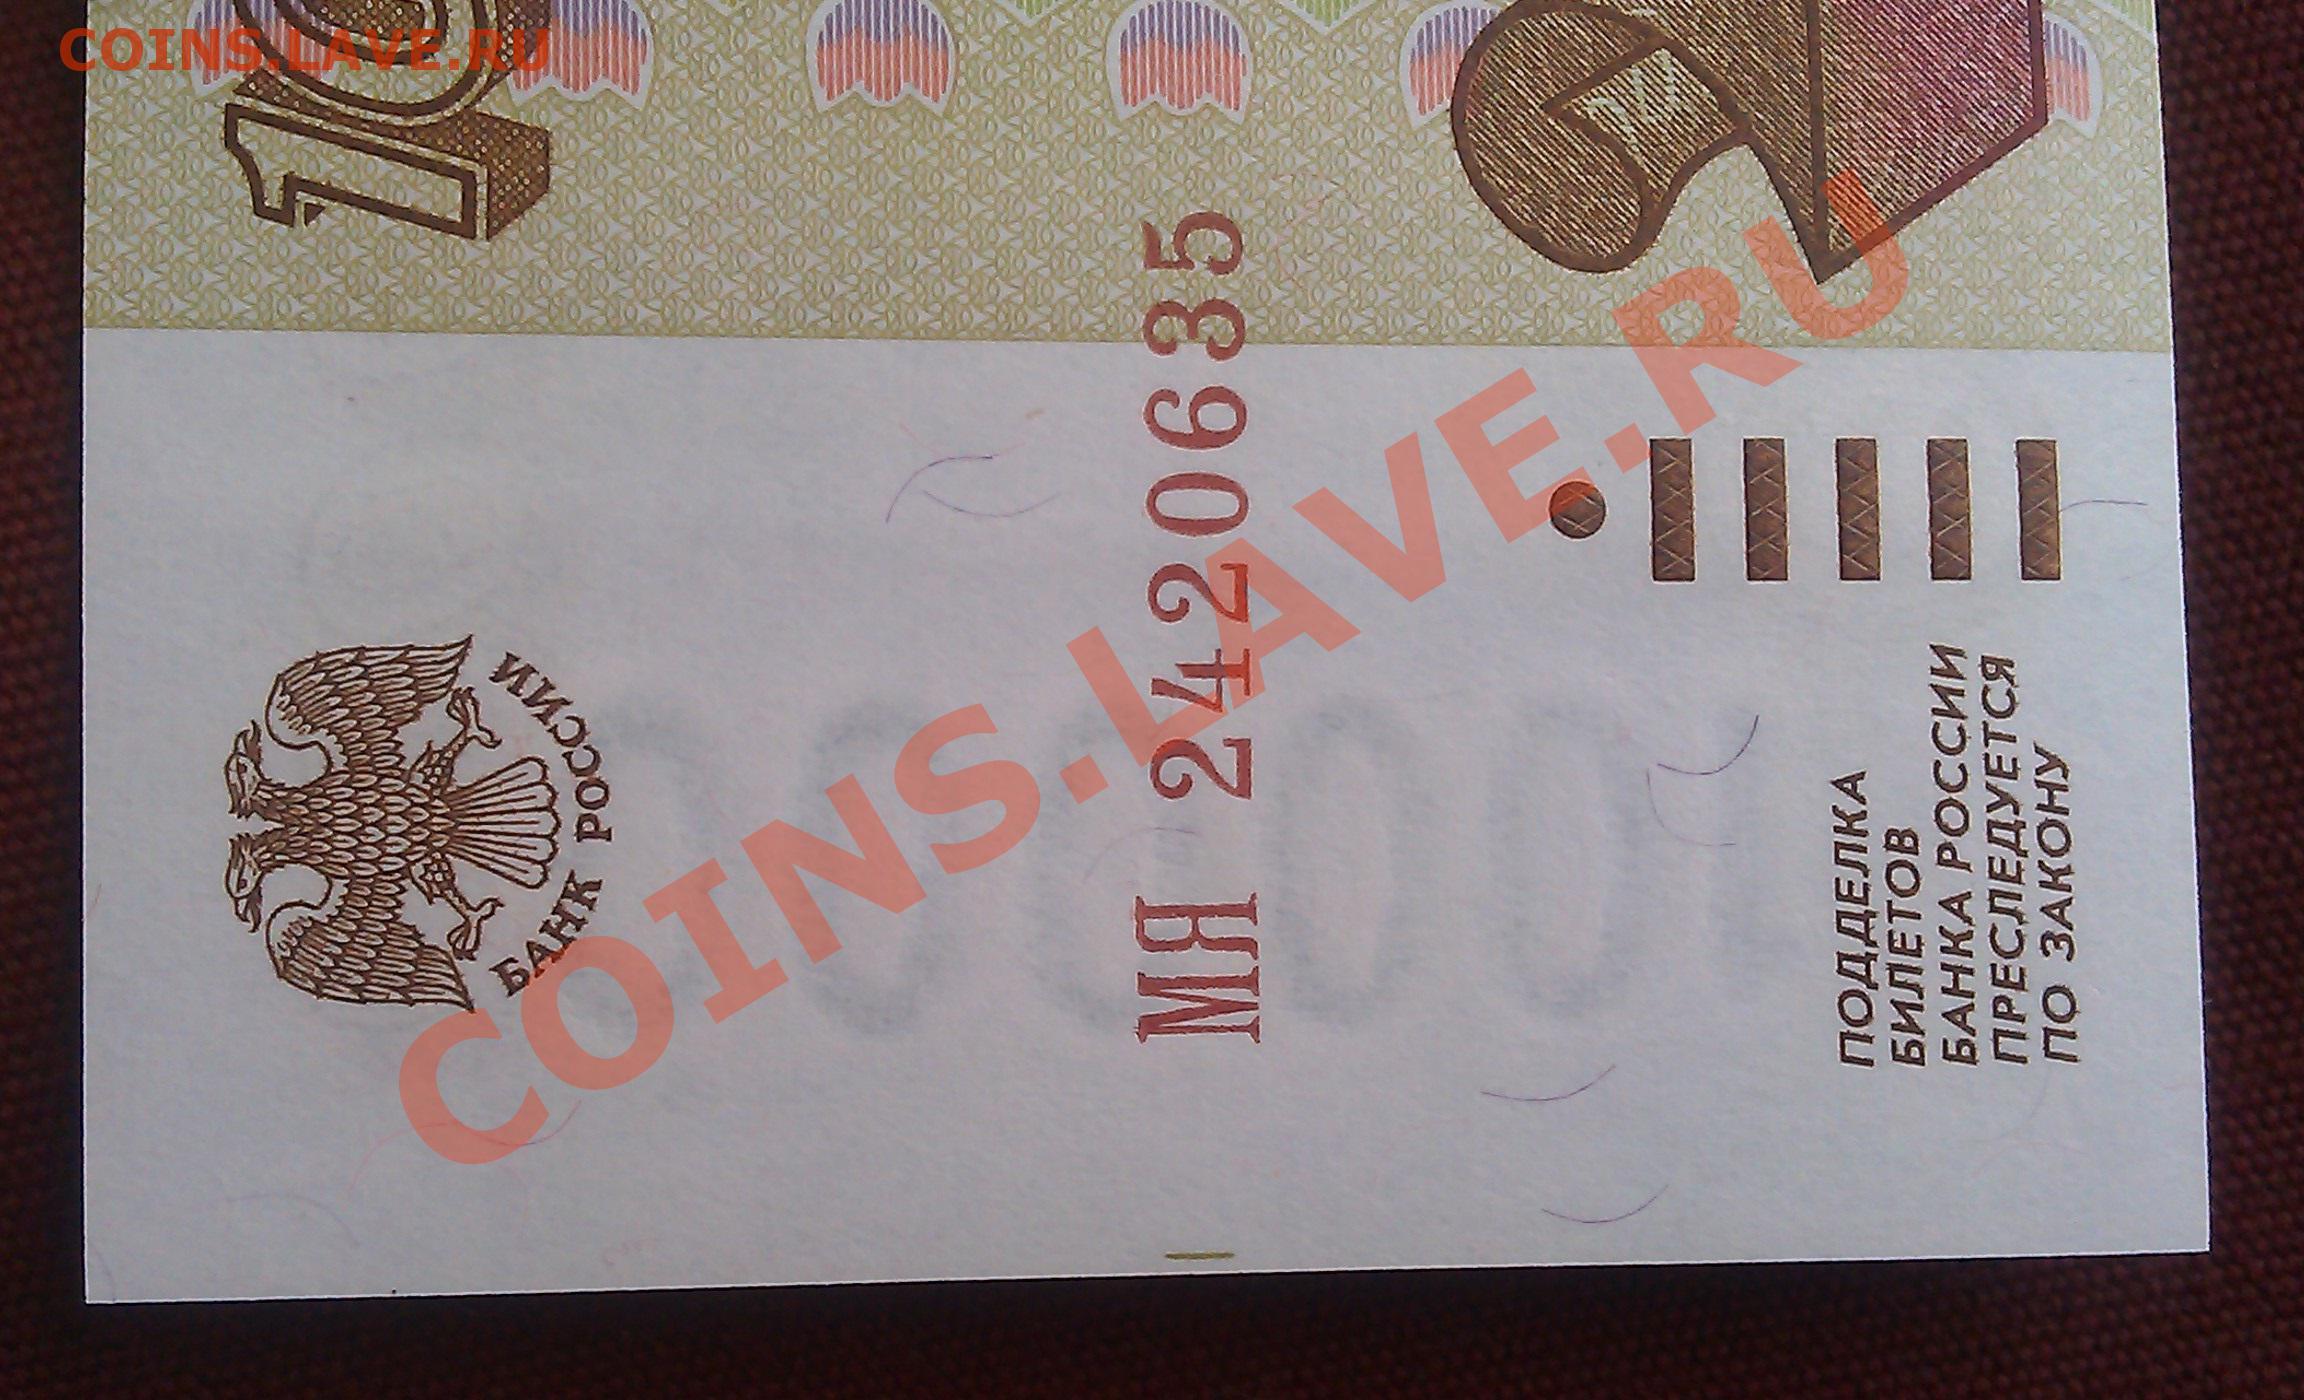 COINS.LAVE.RU
БАНК РОССИИ
МЯ 2420635
ПОДДЕЛКА
БИЛЕТОВ
БАНКА РОССИИ
ПРЕСЛЕДУЕТСЯ
ПО ЗАКОНУ
COINS.LAVE.RU